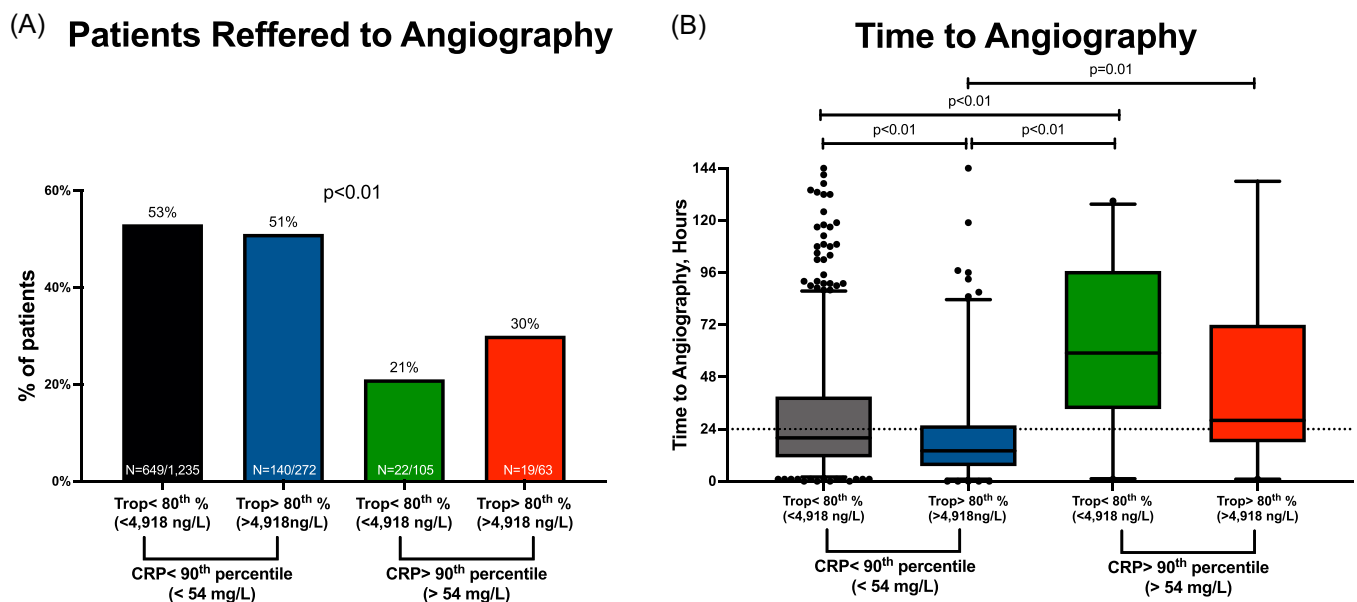 (A) Patients Reffered to Angiography
p<0.01
% of patients
60%
40%
20%
0%
53%
51%
21%
30%
N=649/1,235
N=140/272
N=22/105
N=19/63
Trop< 80th %
(<4,918 ng/L)
Trop> 80th %
(>4,918ng/L)
Trop< 80th %
(<4,918 ng/L)
Trop> 80th %
(>4,918 ng/L)
CRP< 90th percentile
(< 54 mg/L)
CRP> 90th percentile
(> 54 mg/L)
(B) Time to Angiography
p=0.01
p<0.01
p<0.01
p<0.01
Time to Angiography, Hours
144
120
96
72
48
24
0
Trop< 80th %
(<4,918 ng/L)
Trop> 80th %
(>4,918ng/L)
Trop< 80th %
(<4,918 ng/L)
Trop> 80th %
(>4,918 ng/L)
CRP< 90th percentile
(< 54 mg/L)
CRP> 90th percentile
(> 54 mg/L)